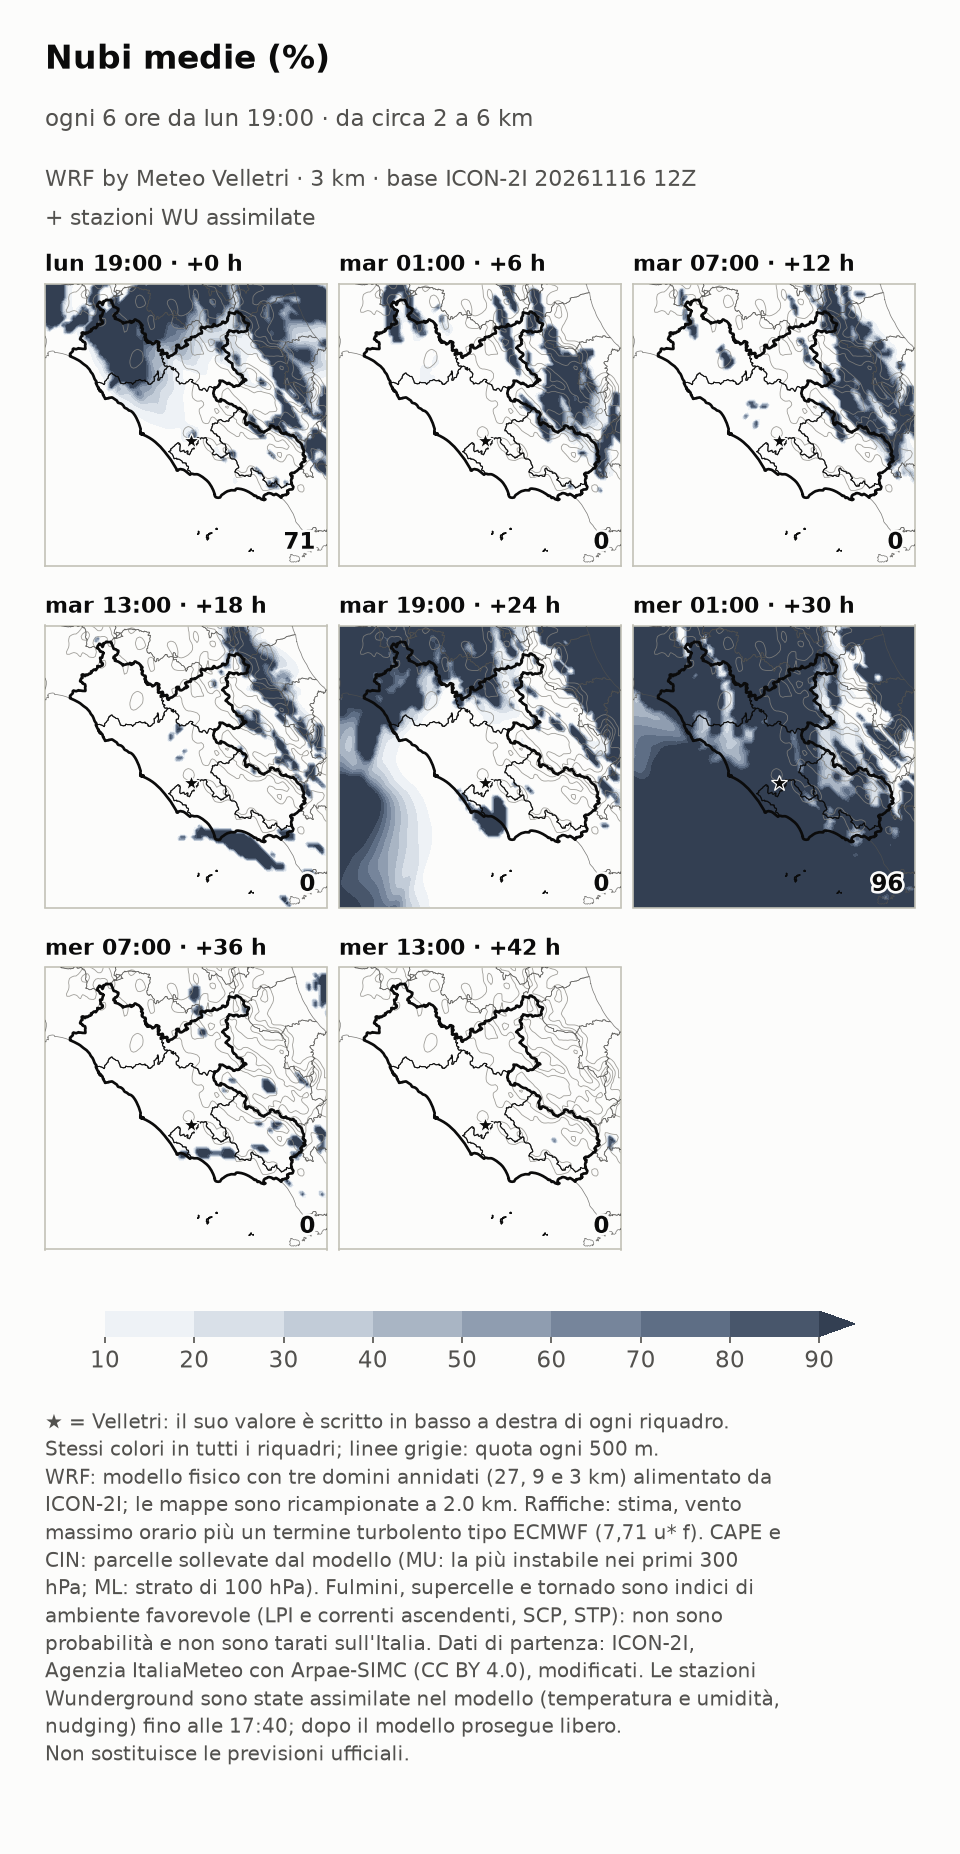 Nubi medie (%)
ogni 6 ore da lun 19:00 · da circa 2 a 6 km
WRF by Meteo Velletri · 3 km · base ICON-2I 20261116 12Z
+ stazioni WU assimilate
lun 19:00 · +0 h
mar 01:00 · +6 h
mar 07:00 · +12 h
71
0
0
mar 13:00 · +18 h
mar 19:00 · +24 h
mer 01:00 · +30 h
0
0
96
mer 07:00 · +36 h
mer 13:00 · +42 h
0
0
10 20 30 40 50 60 70 80 90
★ = Velletri: il suo valore è scritto in basso a destra di ogni riquadro.
Stessi colori in tutti i riquadri; linee grigie: quota ogni 500 m.
WRF: modello fisico con tre domini annidati (27, 9 e 3 km) alimentato da
ICON-2I; le mappe sono ricampionate a 2.0 km. Raffiche: stima, vento
massimo orario più un termine turbolento tipo ECMWF (7,71 u* f). CAPE e
CIN: parcelle sollevate dal modello (MU: la più instabile nei primi 300
hPa; ML: strato di 100 hPa). Fulmini, supercelle e tornado sono indici di
ambiente favorevole (LPI e correnti ascendenti, SCP, STP): non sono
probabilità e non sono tarati sull'Italia. Dati di partenza: ICON-2I,
Agenzia ItaliaMeteo con Arpae-SIMC (CC BY 4.0), modificati. Le stazioni
Wunderground sono state assimilate nel modello (temperatura e umidità,
nudging) fino alle 17:40; dopo il modello prosegue libero.
Non sostituisce le previsioni ufficiali.